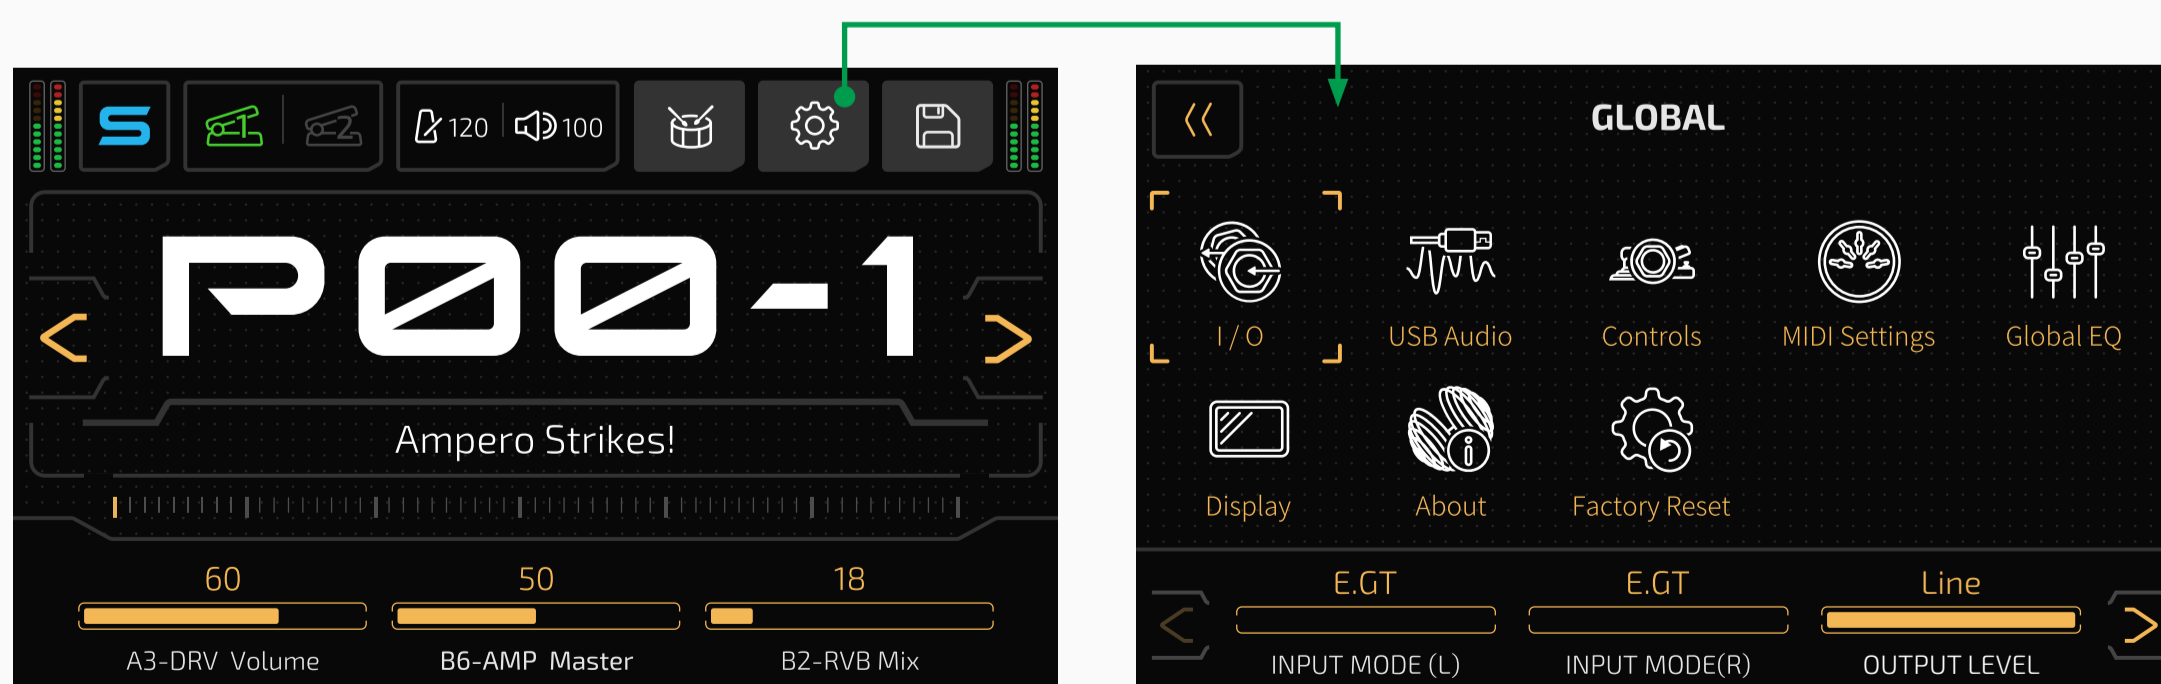 S 1 2 120 100
P00-1
Ampero Strikes!
60 50 18
A3-DRV Volume B6-AMP Master B2-RVB Mix
GLOBAL
I / O USB Audio Controls MIDI Settings Global EQ
Display About Factory Reset
E.GT E.GT Line
INPUT MODE (L) INPUT MODE(R) OUTPUT LEVEL